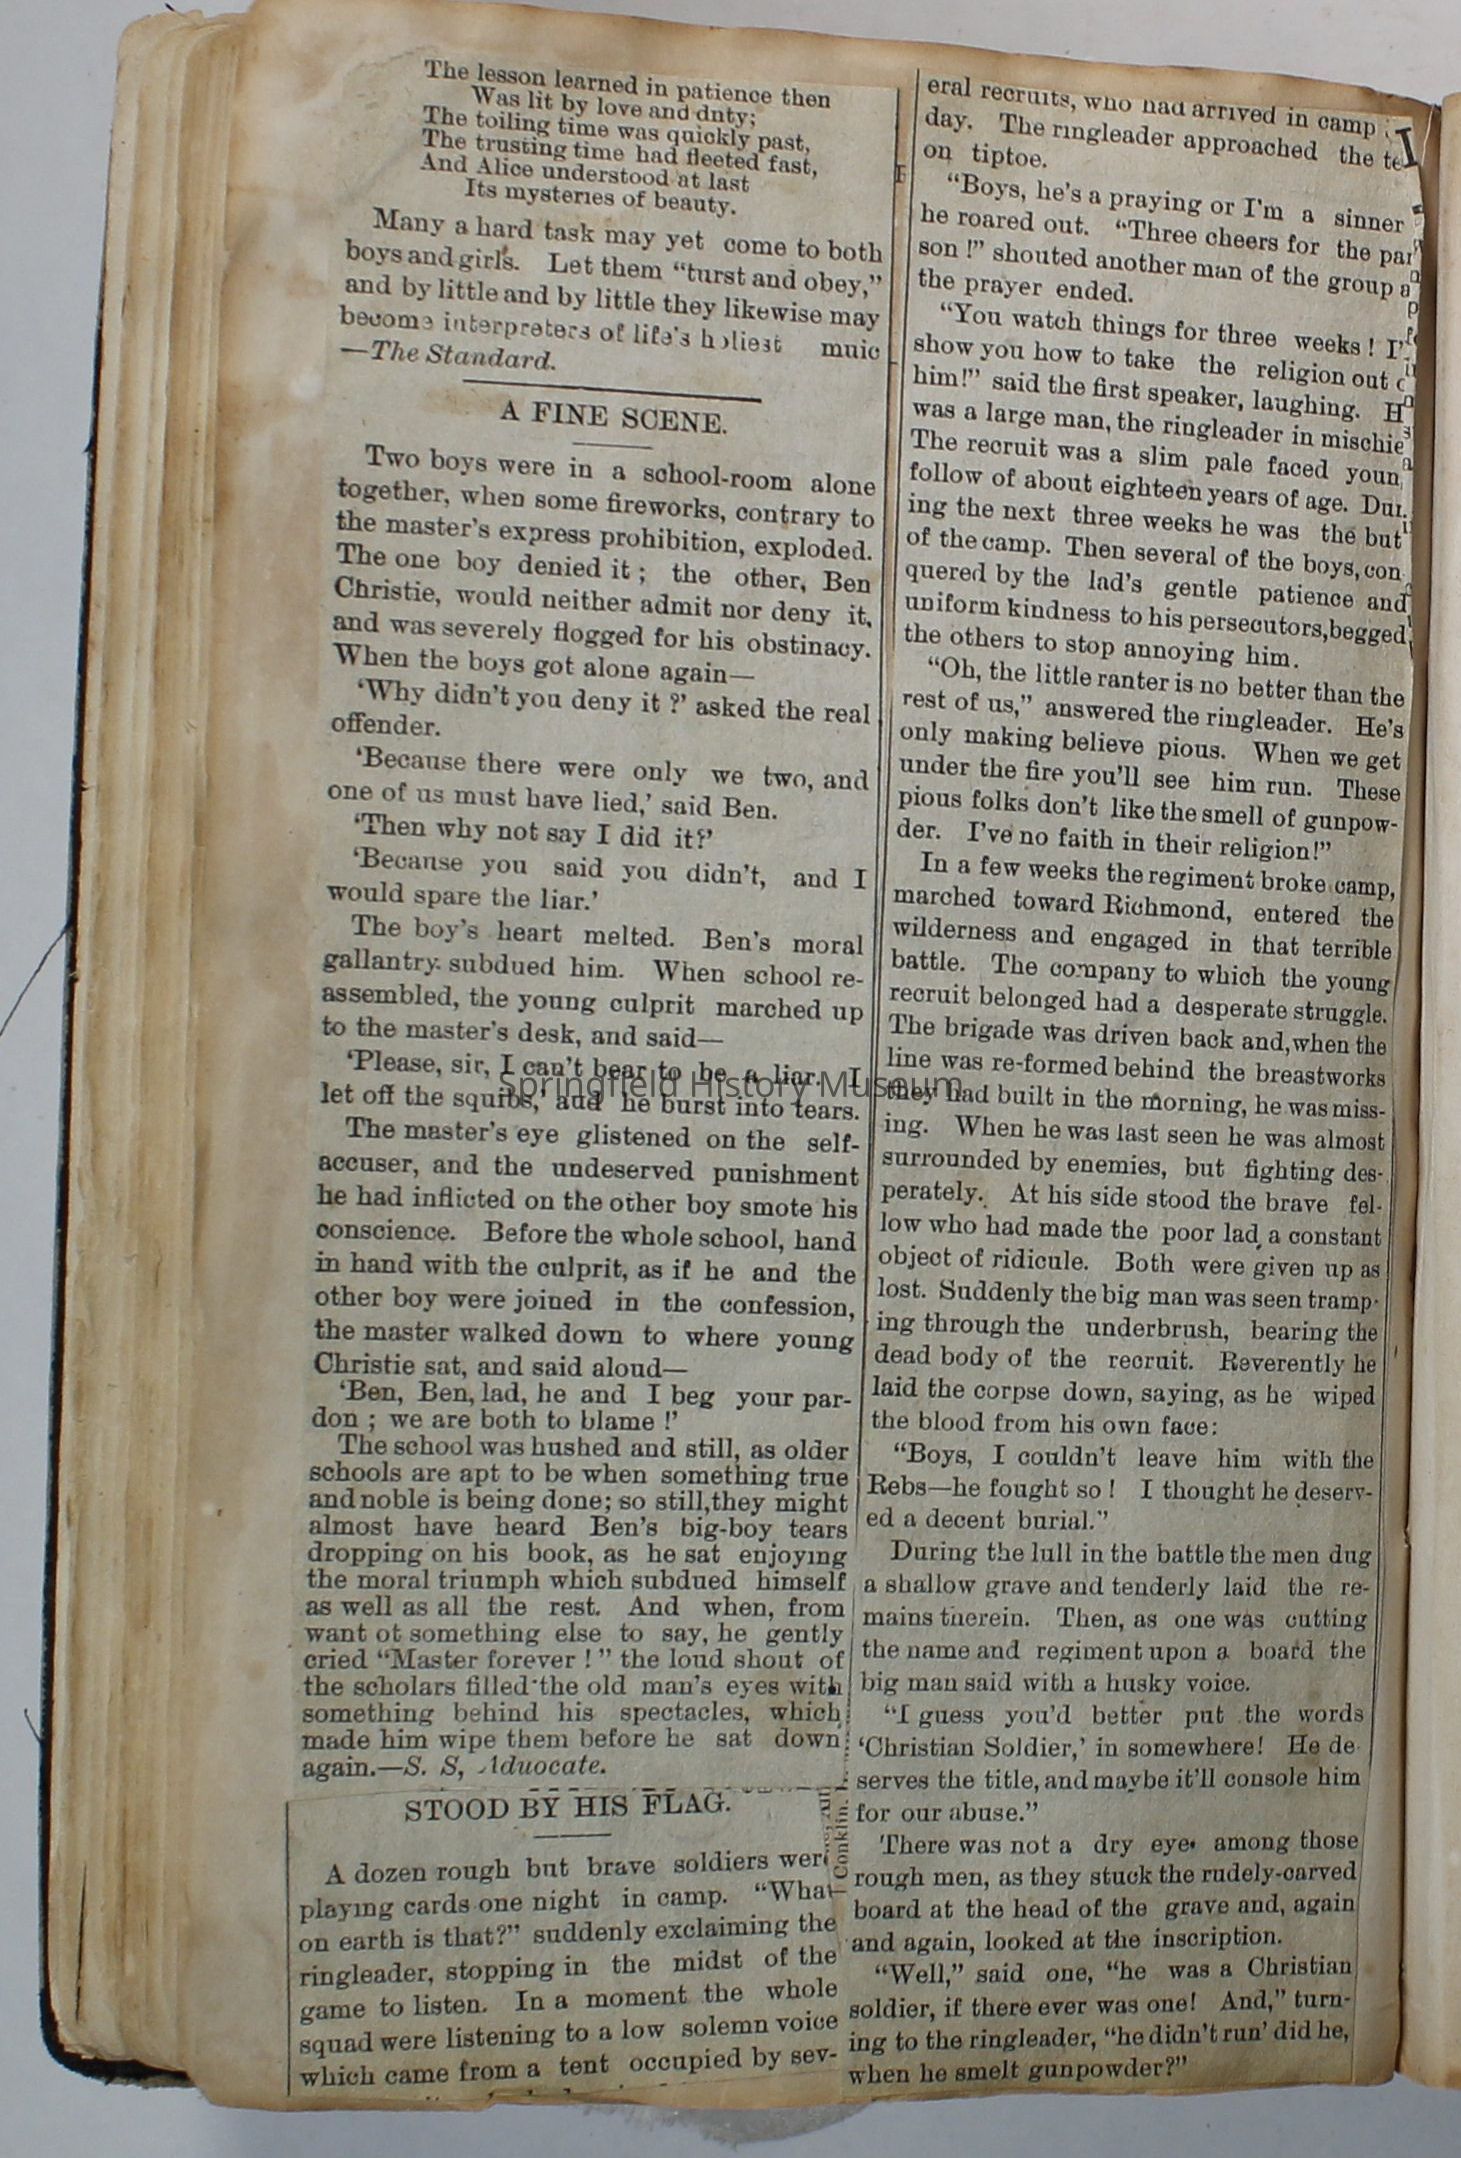 The lesson learned in patience then
Was lit by love and dnty;
The toiling time was quickly past,
The trusting time had fleeted fast,
And Alice understood at last
Its mysteries of beauty.
Many a hard task may yet come to both
boys and girls. Let them "turst and obey,"
and by little and by little they likewise may
become interpreters of life's holiest muic
—The Standard.
A FINE SCENE.
Two boys were in a school-room alone
together, when some fireworks, contrary to
the master's express prohibition, exploded.
The one boy denied it; the other, Ben
Christie, would neither admit nor deny it,
and was severely flogged for his obstinacy.
When the boys got alone again—
'Why didn't you deny it?' asked the real
offender.
'Because there were only we two, and
one of us must have lied,' said Ben.
'Then why not say I did it?'
'Because you said you didn't, and I
would spare the liar.'
The boy's heart melted. Ben's moral
gallantry subdued him. When school re-
assembled, the young culprit marched up
to the master's desk, and said—
'Please, sir, I can't bear to be a liar. I
let off the squibs,' and he burst into tears.
The master's eye glistened on the self-
accuser, and the undeserved punishment
he had inflicted on the other boy smote his
conscience. Before the whole school, hand
in hand with the culprit, as if he and the
other boy were joined in the confession,
the master walked down to where young
Christie sat, and said aloud—
'Ben, Ben, lad, he and I beg your par-
don; we are both to blame!'
The school was hushed and still, as older
schools are apt to be when something true
and noble is being done; so still, they might
almost have heard Ben's big-boy tears
dropping on his book, as he sat enjoying
the moral triumph which subdued himself
as well as all the rest. And when, from
want ot something else to say, he gently
cried "Master forever!" the loud shout of
the scholars filled the old man's eyes with
something behind his spectacles, which
made him wipe them before he sat down
again.—S. S, Aduocate.
STOOD BY HIS FLAG.
A dozen rough but brave soldiers were
playing cards one night in camp. "What
on earth is that?" suddenly exclaiming the
ringleader, stopping in the midst of the
game to listen. In a moment the whole
squad were listening to a low solemn voice
which came from a tent occupied by sev-
Conklin.
eral recruits, who had arrived in camp
day. The ringleader approached the te
on tiptoe.
"Boys, he's a praying or I'm a sinner
he roared out. "Three cheers for the par
son!" shouted another man of the group a
the prayer ended.
"You watch things for three weeks! I'
show you how to take the religion out o
him!" said the first speaker, laughing. H
was a large man, the ringleader in mischie
The recruit was a slim pale faced youn
follow of about eighteen years of age. Dur
ing the next three weeks he was the but
of the camp. Then several of the boys, con
quered by the lad's gentle patience and
uniform kindness to his persecutors, begged
the others to stop annoying him.
"Oh, the little ranter is no better than the
rest of us," answered the ringleader. He's
only making believe pious. When we get
under the fire you'll see him run. These
pious folks don't like the smell of gunpow-
der. I've no faith in their religion!"
In a few weeks the regiment broke camp,
marched toward Richmond, entered the
wilderness and engaged in that terrible
battle. The company to which the young
recruit belonged had a desperate struggle.
The brigade was driven back and, when the
line was re-formed behind the breastworks
they had built in the morning, he was miss-
ing. When he was last seen he was almost
surrounded by enemies, but fighting des-
perately. At his side stood the brave fel-
low who had made the poor lad a constant
object of ridicule. Both were given up as
lost. Suddenly the big man was seen tramp-
ing through the underbrush, bearing the
dead body of the recruit. Reverently he
laid the corpse down, saying, as he wiped
the blood from his own face:
"Boys, I couldn't leave him with the
Rebs—he fought so! I thought he deserv-
ed a decent burial."
During the lull in the battle the men dug
a shallow grave and tenderly laid the re-
mains therein. Then, as one was cutting
the name and regiment upon a board the
big man said with a husky voice.
"I guess you'd better put the words
'Christian Soldier,' in somewhere! He de-
serves the title, and maybe it'll console him
for our abuse."
There was not a dry eye among those
rough men, as they stuck the rudely-carved
board at the head of the grave and, again
and again, looked at the inscription.
"Well," said one, "he was a Christian
soldier, if there ever was one! And," turn-
ing to the ringleader, "he didn't run' did he,
when he smelt gunpowder?"
Springfield History Museum